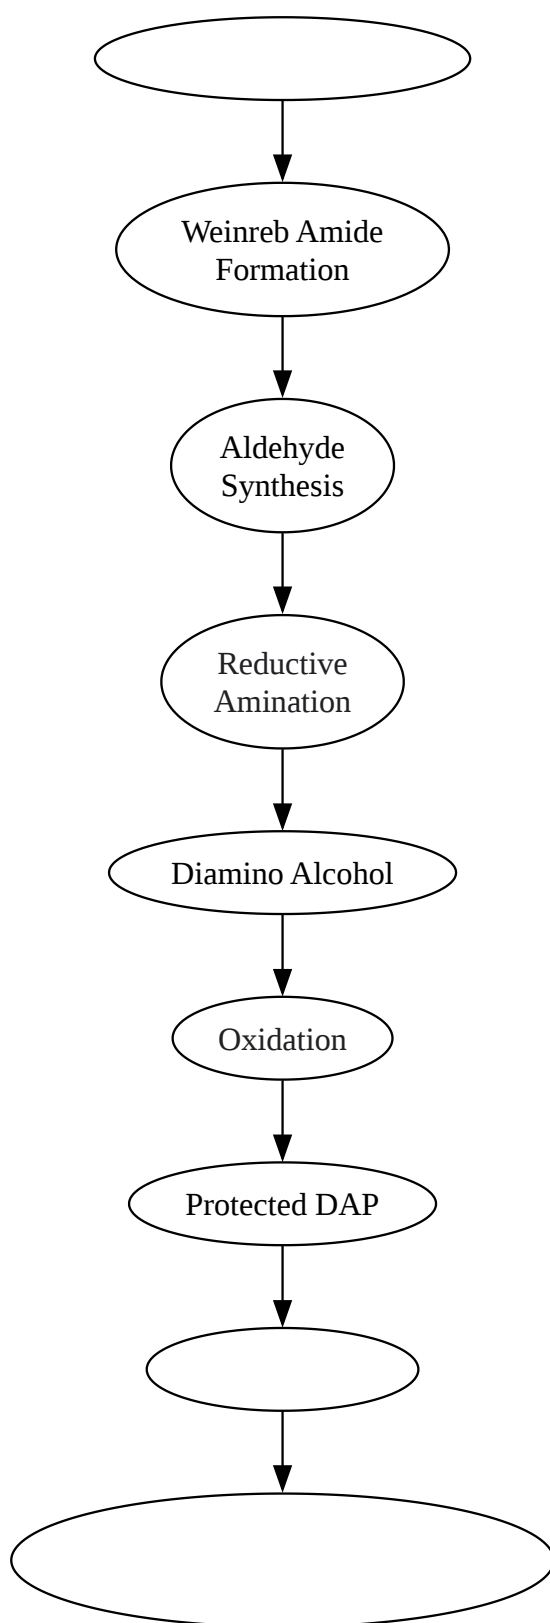 Weinreb Amide
Formation
Aldehyde
Synthesis
Reductive
Amination
Diamino Alcohol
Oxidation
Protected DAP